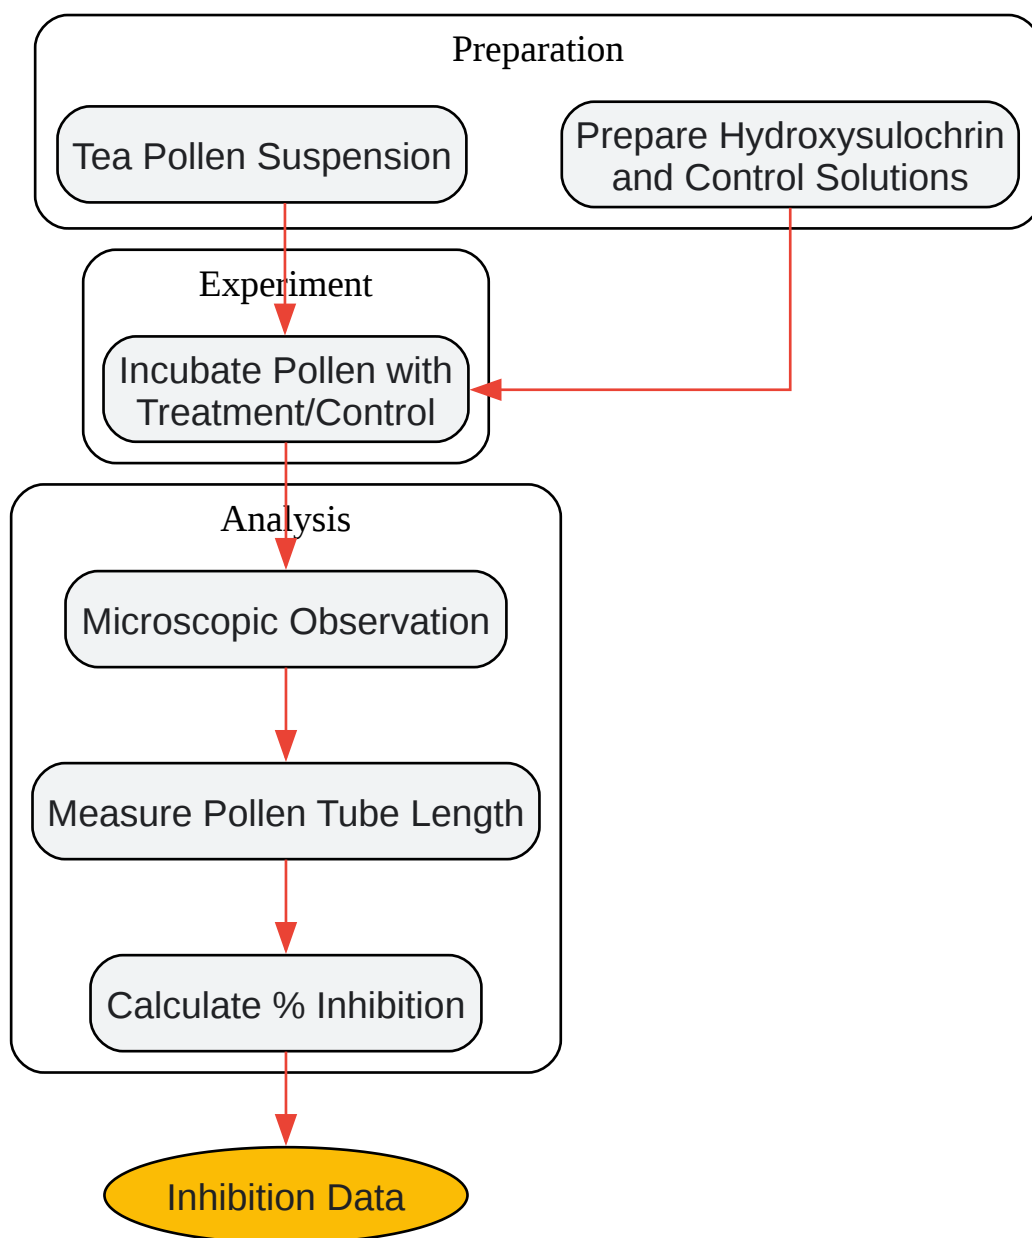 Preparation
Tea Pollen Suspension
Prepare Hydroxysulochrin
and Control Solutions
Experiment
Incubate Pollen with
Treatment/Control
Analysis
Microscopic Observation
Measure Pollen Tube Length
Calculate % Inhibition
Inhibition Data